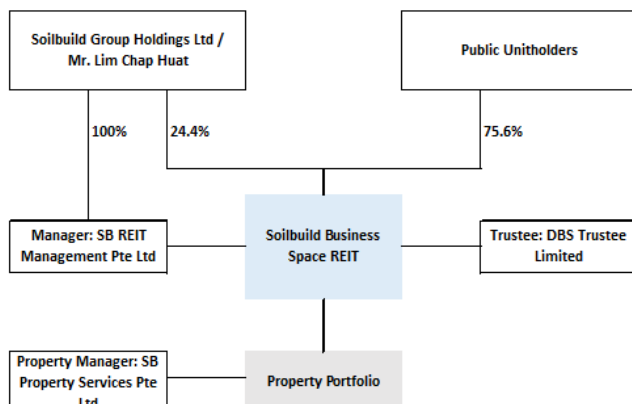 Soilbuild Group Holdings Ltd /
Mr. Lim Chap Huat
Public Unitholders
100%
24.4%
75.6%
Manager: SB REIT
Management Pte Ltd
Soilbuild Business
Space REIT
Trustee: DBS Trustee
Limited
Property Manager: SB
Property Services Pte
Ltd
Property Portfolio